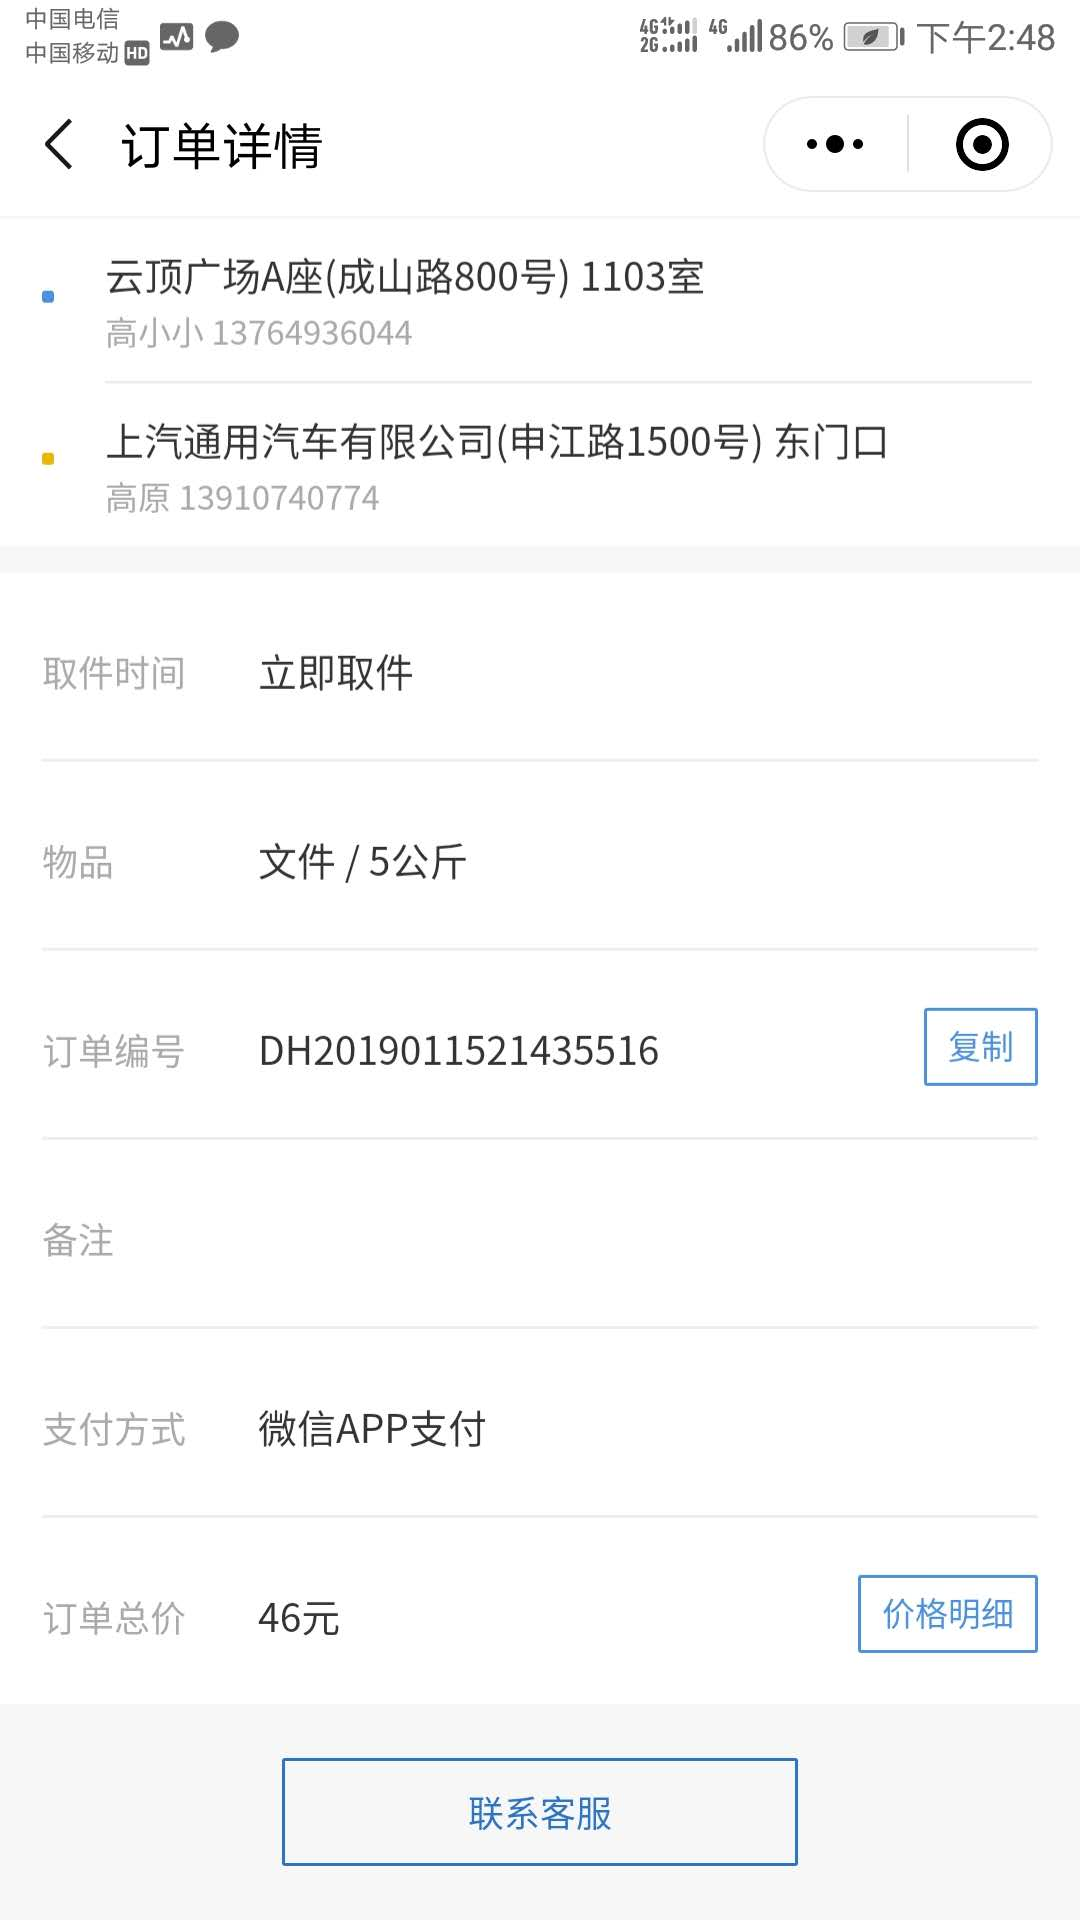 中国电信
中国移动 HD
4G 2G 4G 86% 下午2:48
订单详情
云顶广场A座(成山路800号) 1103室
高小小 13764936044
上汽通用汽车有限公司(申江路1500号) 东门口
高原 13910740774
取件时间 立即取件
物品 文件 / 5公斤
订单编号 DH2019011521435516 复制
备注
支付方式 微信APP支付
订单总价 46元 价格明细
联系客服